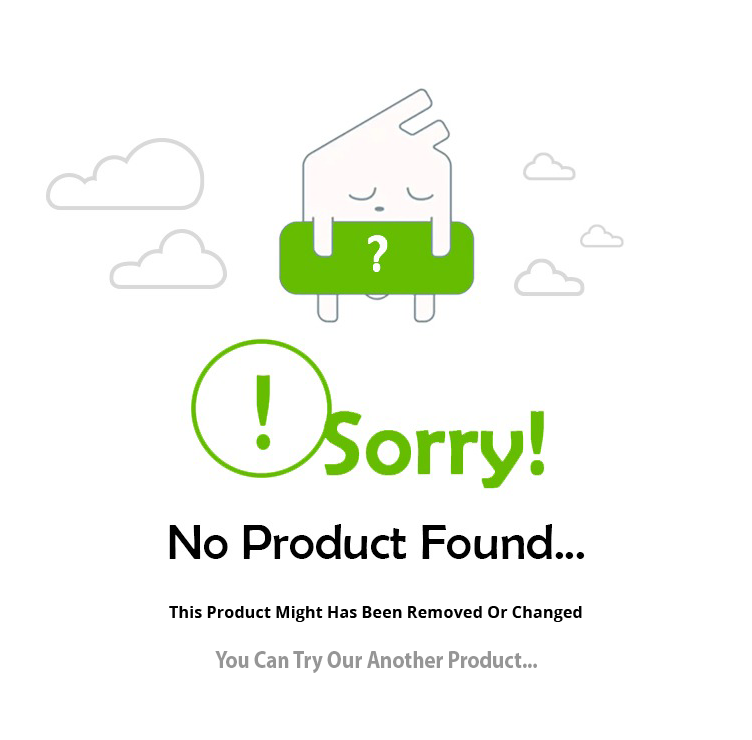 ?
! Sorry!
No Product Found...
This Product Might Has Been Removed Or Changed
You Can Try Our Another Product...